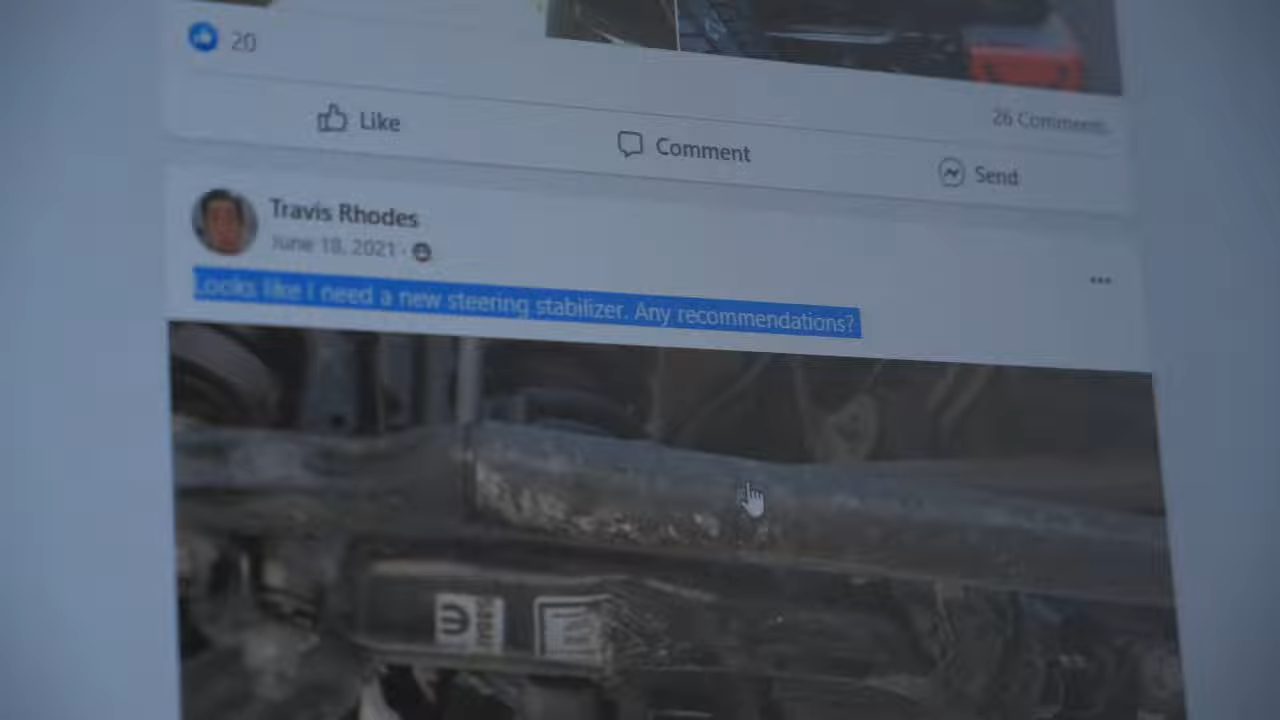 20
26 Comments
Like
Comment
Send
Travis Rhodes
June 18, 2021 ·
Looks like I need a new steering stabilizer. Any recommendations?